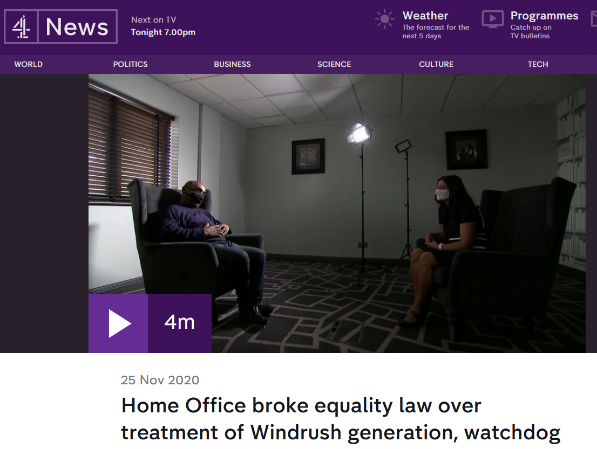 4 News
Next on TV
Tonight 7.00pm
Weather
The forecast for the
next 5 days
Programmes
Catch up on
TV bulletins
WORLD POLITICS BUSINESS SCIENCE CULTURE TECH
4m
25 Nov 2020
Home Office broke equality law over
treatment of Windrush generation, watchdog